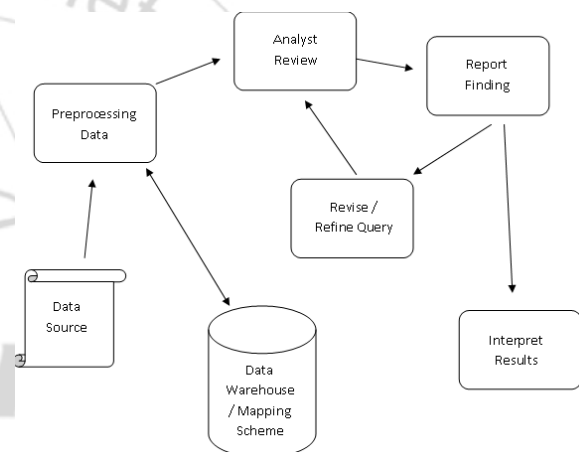 Analyst
Review
Report
Finding
Preprocessing
Data
Revise /
Refine Query
Data
Source
Interpret
Results
Data
Warehouse
/ Mapping
Scheme